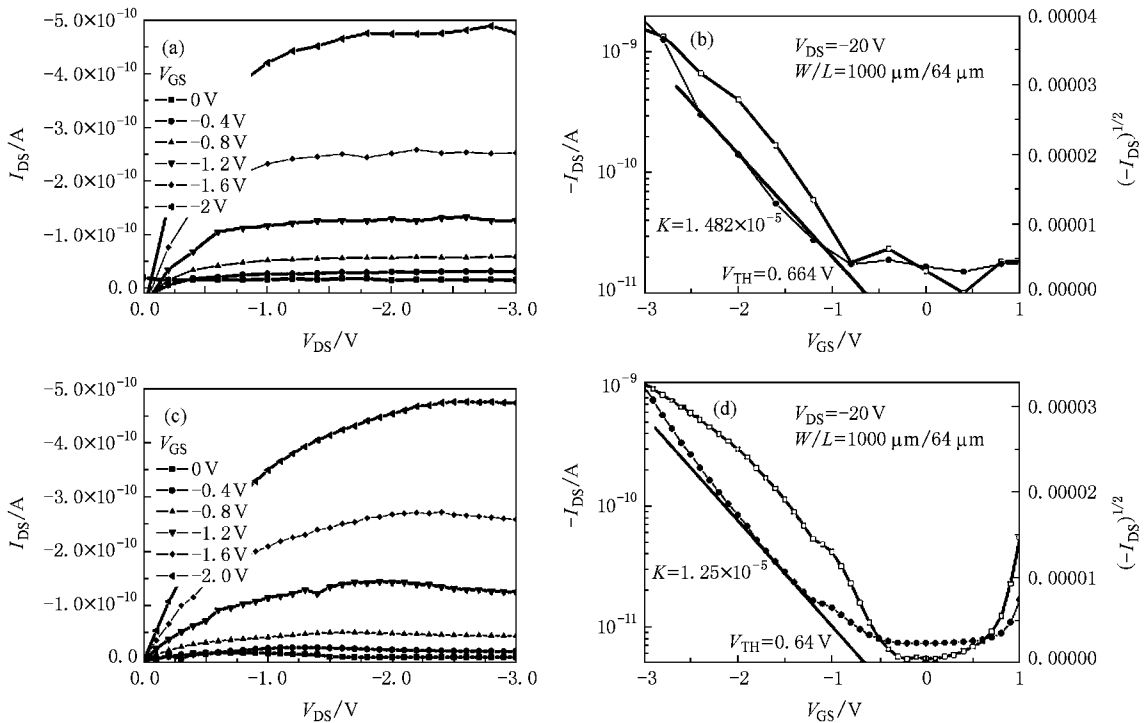 (a)
V_GS
0 V
−0.4 V
−0.8 V
−1.2 V
−1.6 V
−2 V
−5.0×10⁻¹⁰
−4.0×10⁻¹⁰
−3.0×10⁻¹⁰
−2.0×10⁻¹⁰
−1.0×10⁻¹⁰
0.0
I_DS/A
0.0 −1.0 −2.0 −3.0
V_DS/V
(b)
V_DS=−20 V
W/L=1000 μm/64 μm
K=1.482×10⁻⁵
V_TH=0.664 V
10⁻⁹
10⁻¹⁰
10⁻¹¹
−I_DS/A
0.00004
0.00003
0.00002
0.00001
0.00000
(−I_DS)^1/2
−3 −2 −1 0 1
V_GS/V
(c)
V_GS
0 V
−0.4 V
−0.8 V
−1.2 V
−1.6 V
−2.0 V
−5.0×10⁻¹⁰
−4.0×10⁻¹⁰
−3.0×10⁻¹⁰
−2.0×10⁻¹⁰
−1.0×10⁻¹⁰
0.0
I_DS/A
0.0 −1.0 −2.0 −3.0
V_DS/V
(d)
V_DS=−20 V
W/L=1000 μm/64 μm
K=1.25×10⁻⁵
V_TH=0.64 V
10⁻⁹
10⁻¹⁰
10⁻¹¹
−I_DS/A
0.00003
0.00002
0.00001
0.00000
(−I_DS)^1/2
−3 −2 −1 0 1
V_GS/V